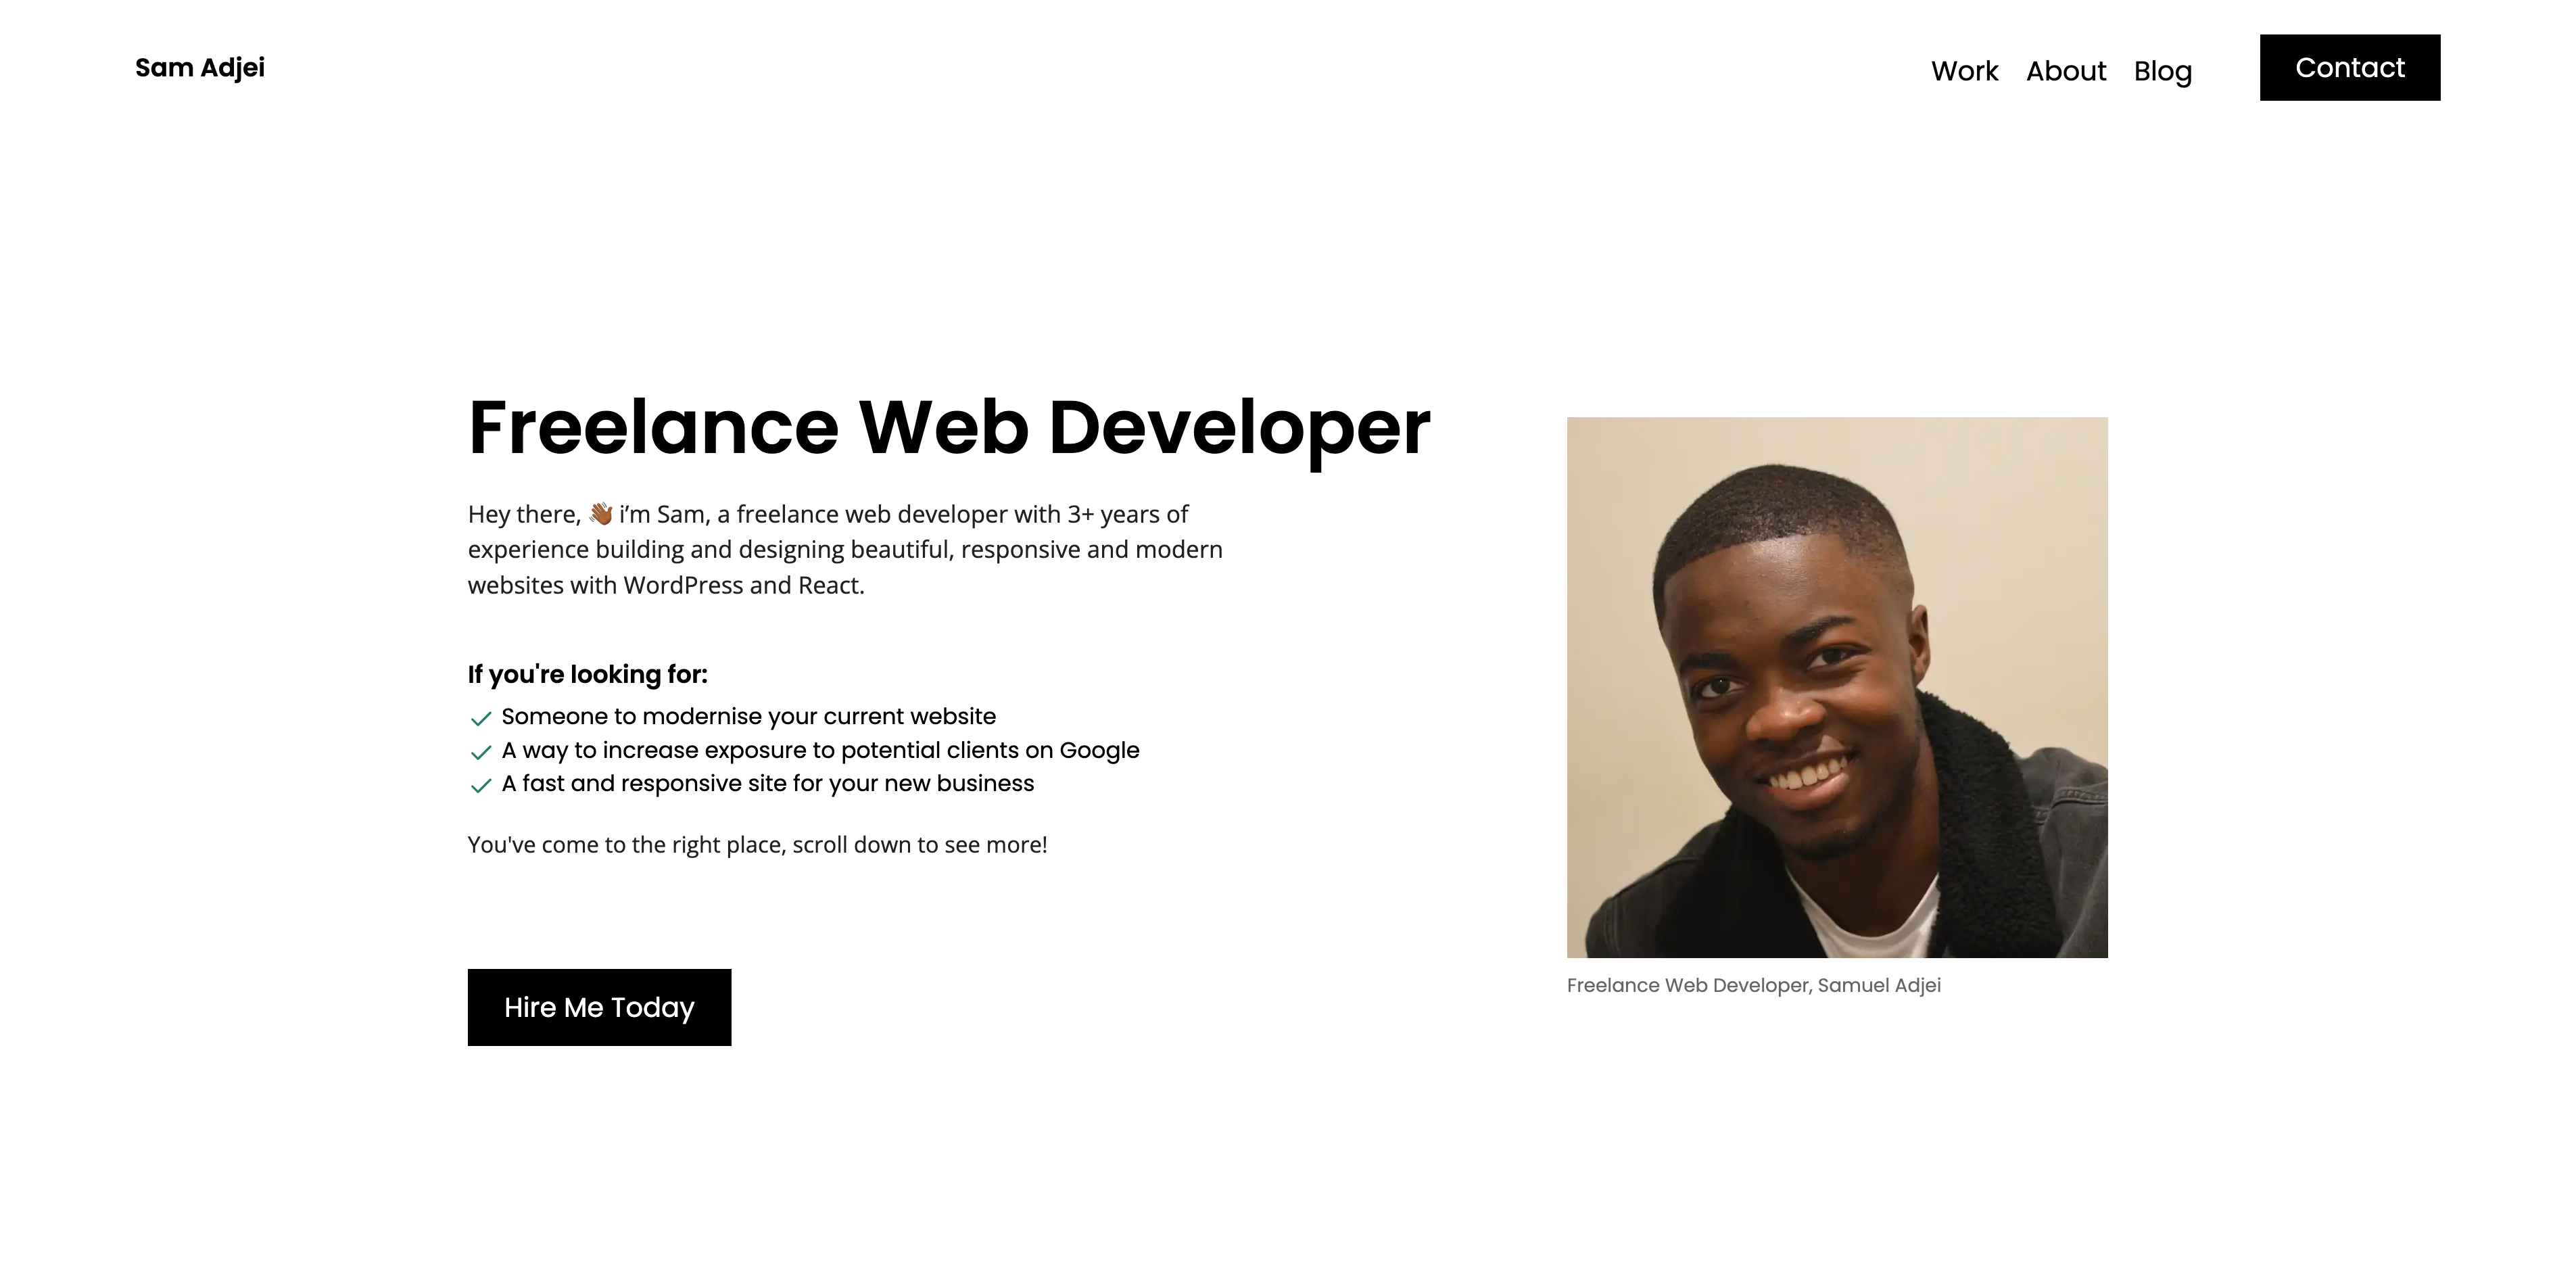 Sam Adjei
Work About Blog Contact
Freelance Web Developer
Hey there, 👋🏾 i’m Sam, a freelance web developer with 3+ years of
experience building and designing beautiful, responsive and modern
websites with WordPress and React.
If you're looking for:
Someone to modernise your current website
A way to increase exposure to potential clients on Google
A fast and responsive site for your new business
You've come to the right place, scroll down to see more!
Hire Me Today
Freelance Web Developer, Samuel Adjei